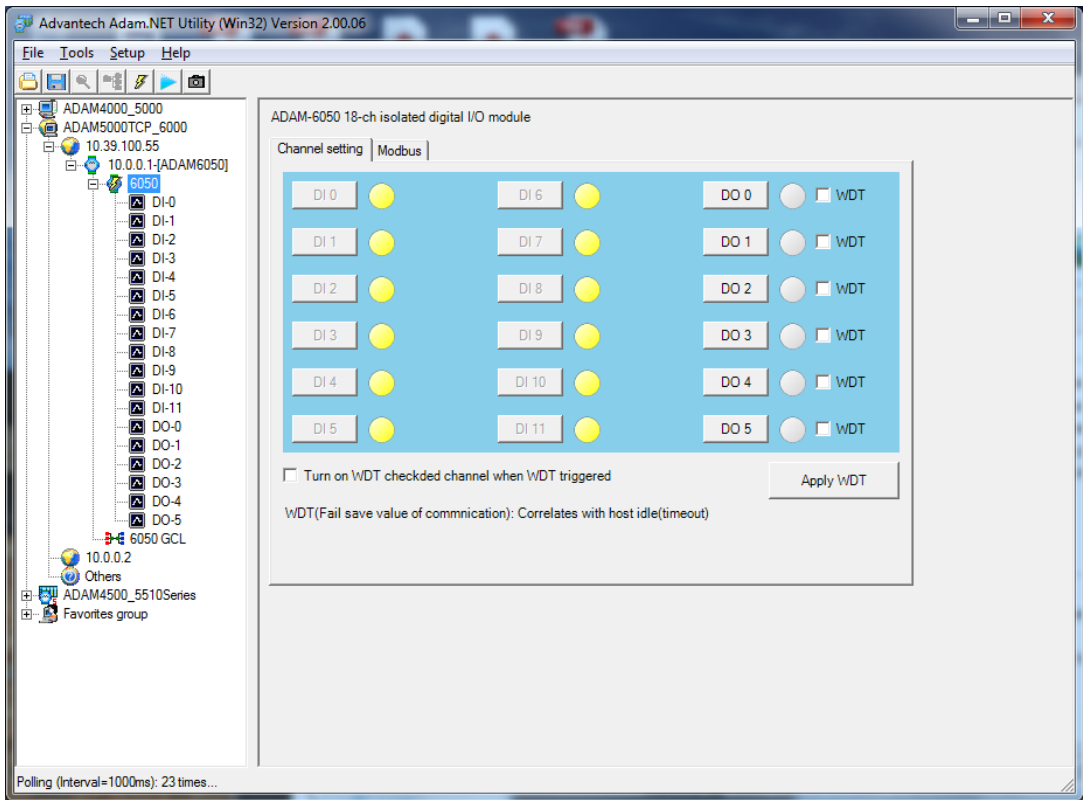 Advantech Adam.NET Utility (Win32) Version 2.00.06
File Tools Setup Help
ADAM4000_5000
ADAM5000TCP_6000
10.39.100.55
10.0.0.1-[ADAM6050]
6050
DI-0
DI-1
DI-2
DI-3
DI-4
DI-5
DI-6
DI-7
DI-8
DI-9
DI-10
DI-11
DO-0
DO-1
DO-2
DO-3
DO-4
DO-5
6050 GCL
10.0.0.2
Others
ADAM4500_5510Series
Favorites group
ADAM-6050 18-ch isolated digital I/O module
Channel setting Modbus
DI 0 DI 6 DO 0 WDT
DI 1 DI 7 DO 1 WDT
DI 2 DI 8 DO 2 WDT
DI 3 DI 9 DO 3 WDT
DI 4 DI 10 DO 4 WDT
DI 5 DI 11 DO 5 WDT
Turn on WDT checkded channel when WDT triggered Apply WDT
WDT(Fail save value of commnication): Correlates with host idle(timeout)
Polling (Interval=1000ms): 23 times...